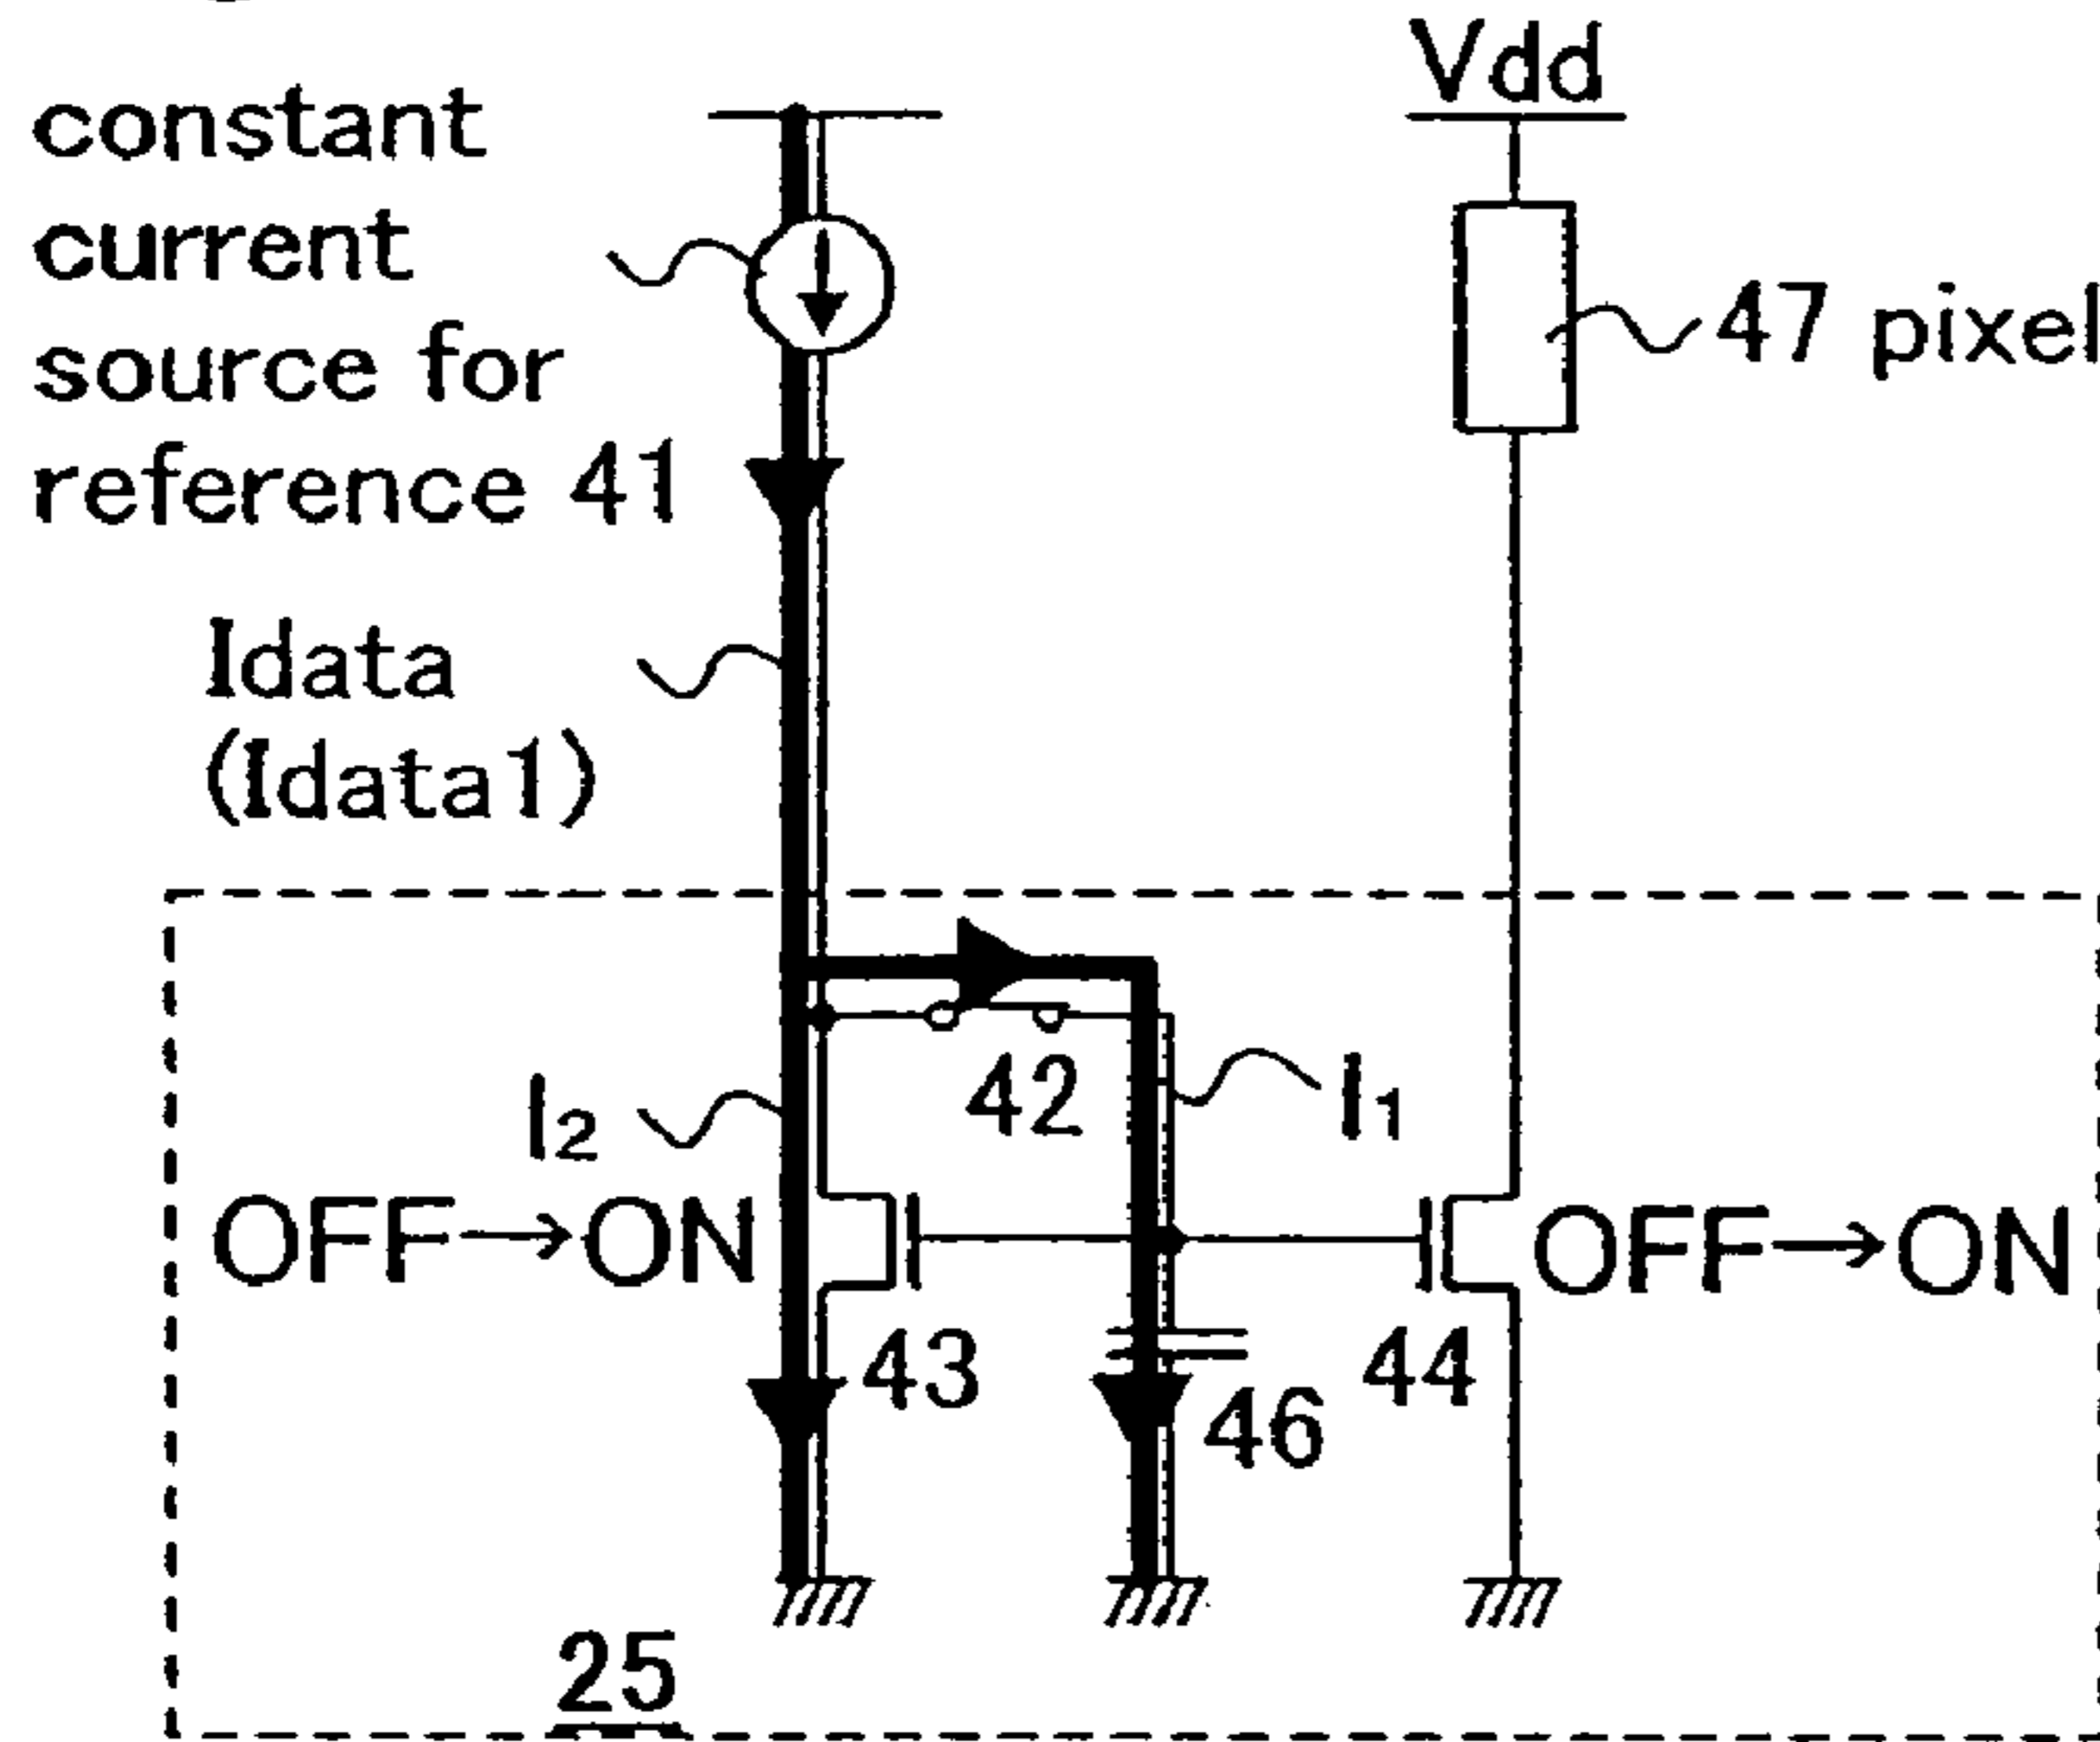 constant
current
source for
reference 41
Vdd
47 pixel
Idata
(Idata1)
42
I₂
I₁
OFF→ON
OFF→ON
43
44
46
25